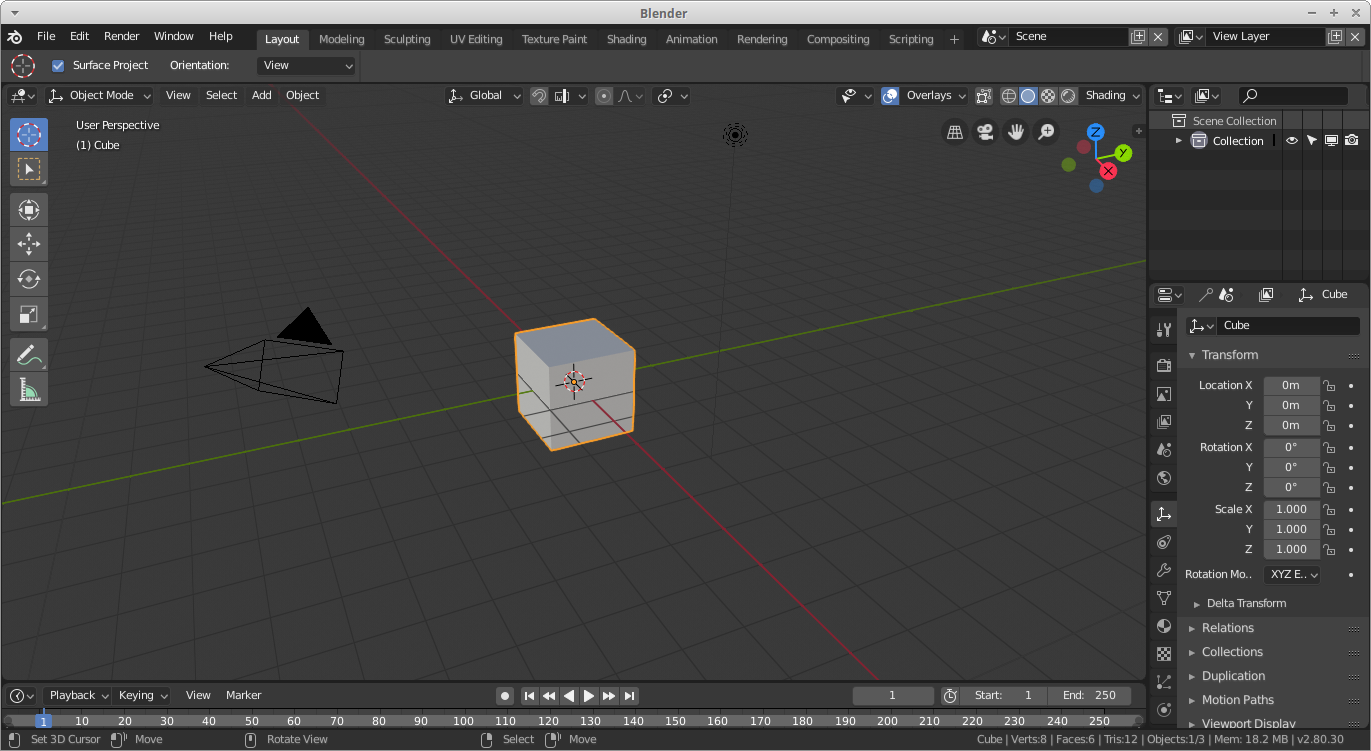 Blender
File Edit Render Window Help Layout Modeling Sculpting UV Editing Texture Paint Shading Animation Rendering Compositing Scripting + Scene View Layer
Surface Project Orientation: View
Object Mode View Select Add Object Global Overlays Shading
User Perspective
(1) Cube
Z
Y
X
Scene Collection
Collection
Cube
Cube
Transform
Location X 0m
Y 0m
Z 0m
Rotation X 0°
Y 0°
Z 0°
Scale X 1.000
Y 1.000
Z 1.000
Rotation Mo.. XYZ E..
Delta Transform
Relations
Collections
Duplication
Motion Paths
Viewport Display
Playback Keying View Marker 1 Start: 1 End: 250
1 10 20 30 40 50 60 70 80 90 100 110 120 130 140 150 160 170 180 190 200 210 220 230 240 250
Set 3D Cursor Move Rotate View Select Move Cube | Verts:8 | Faces:6 | Tris:12 | Objects:1/3 | Mem: 18.2 MB | v2.80.30